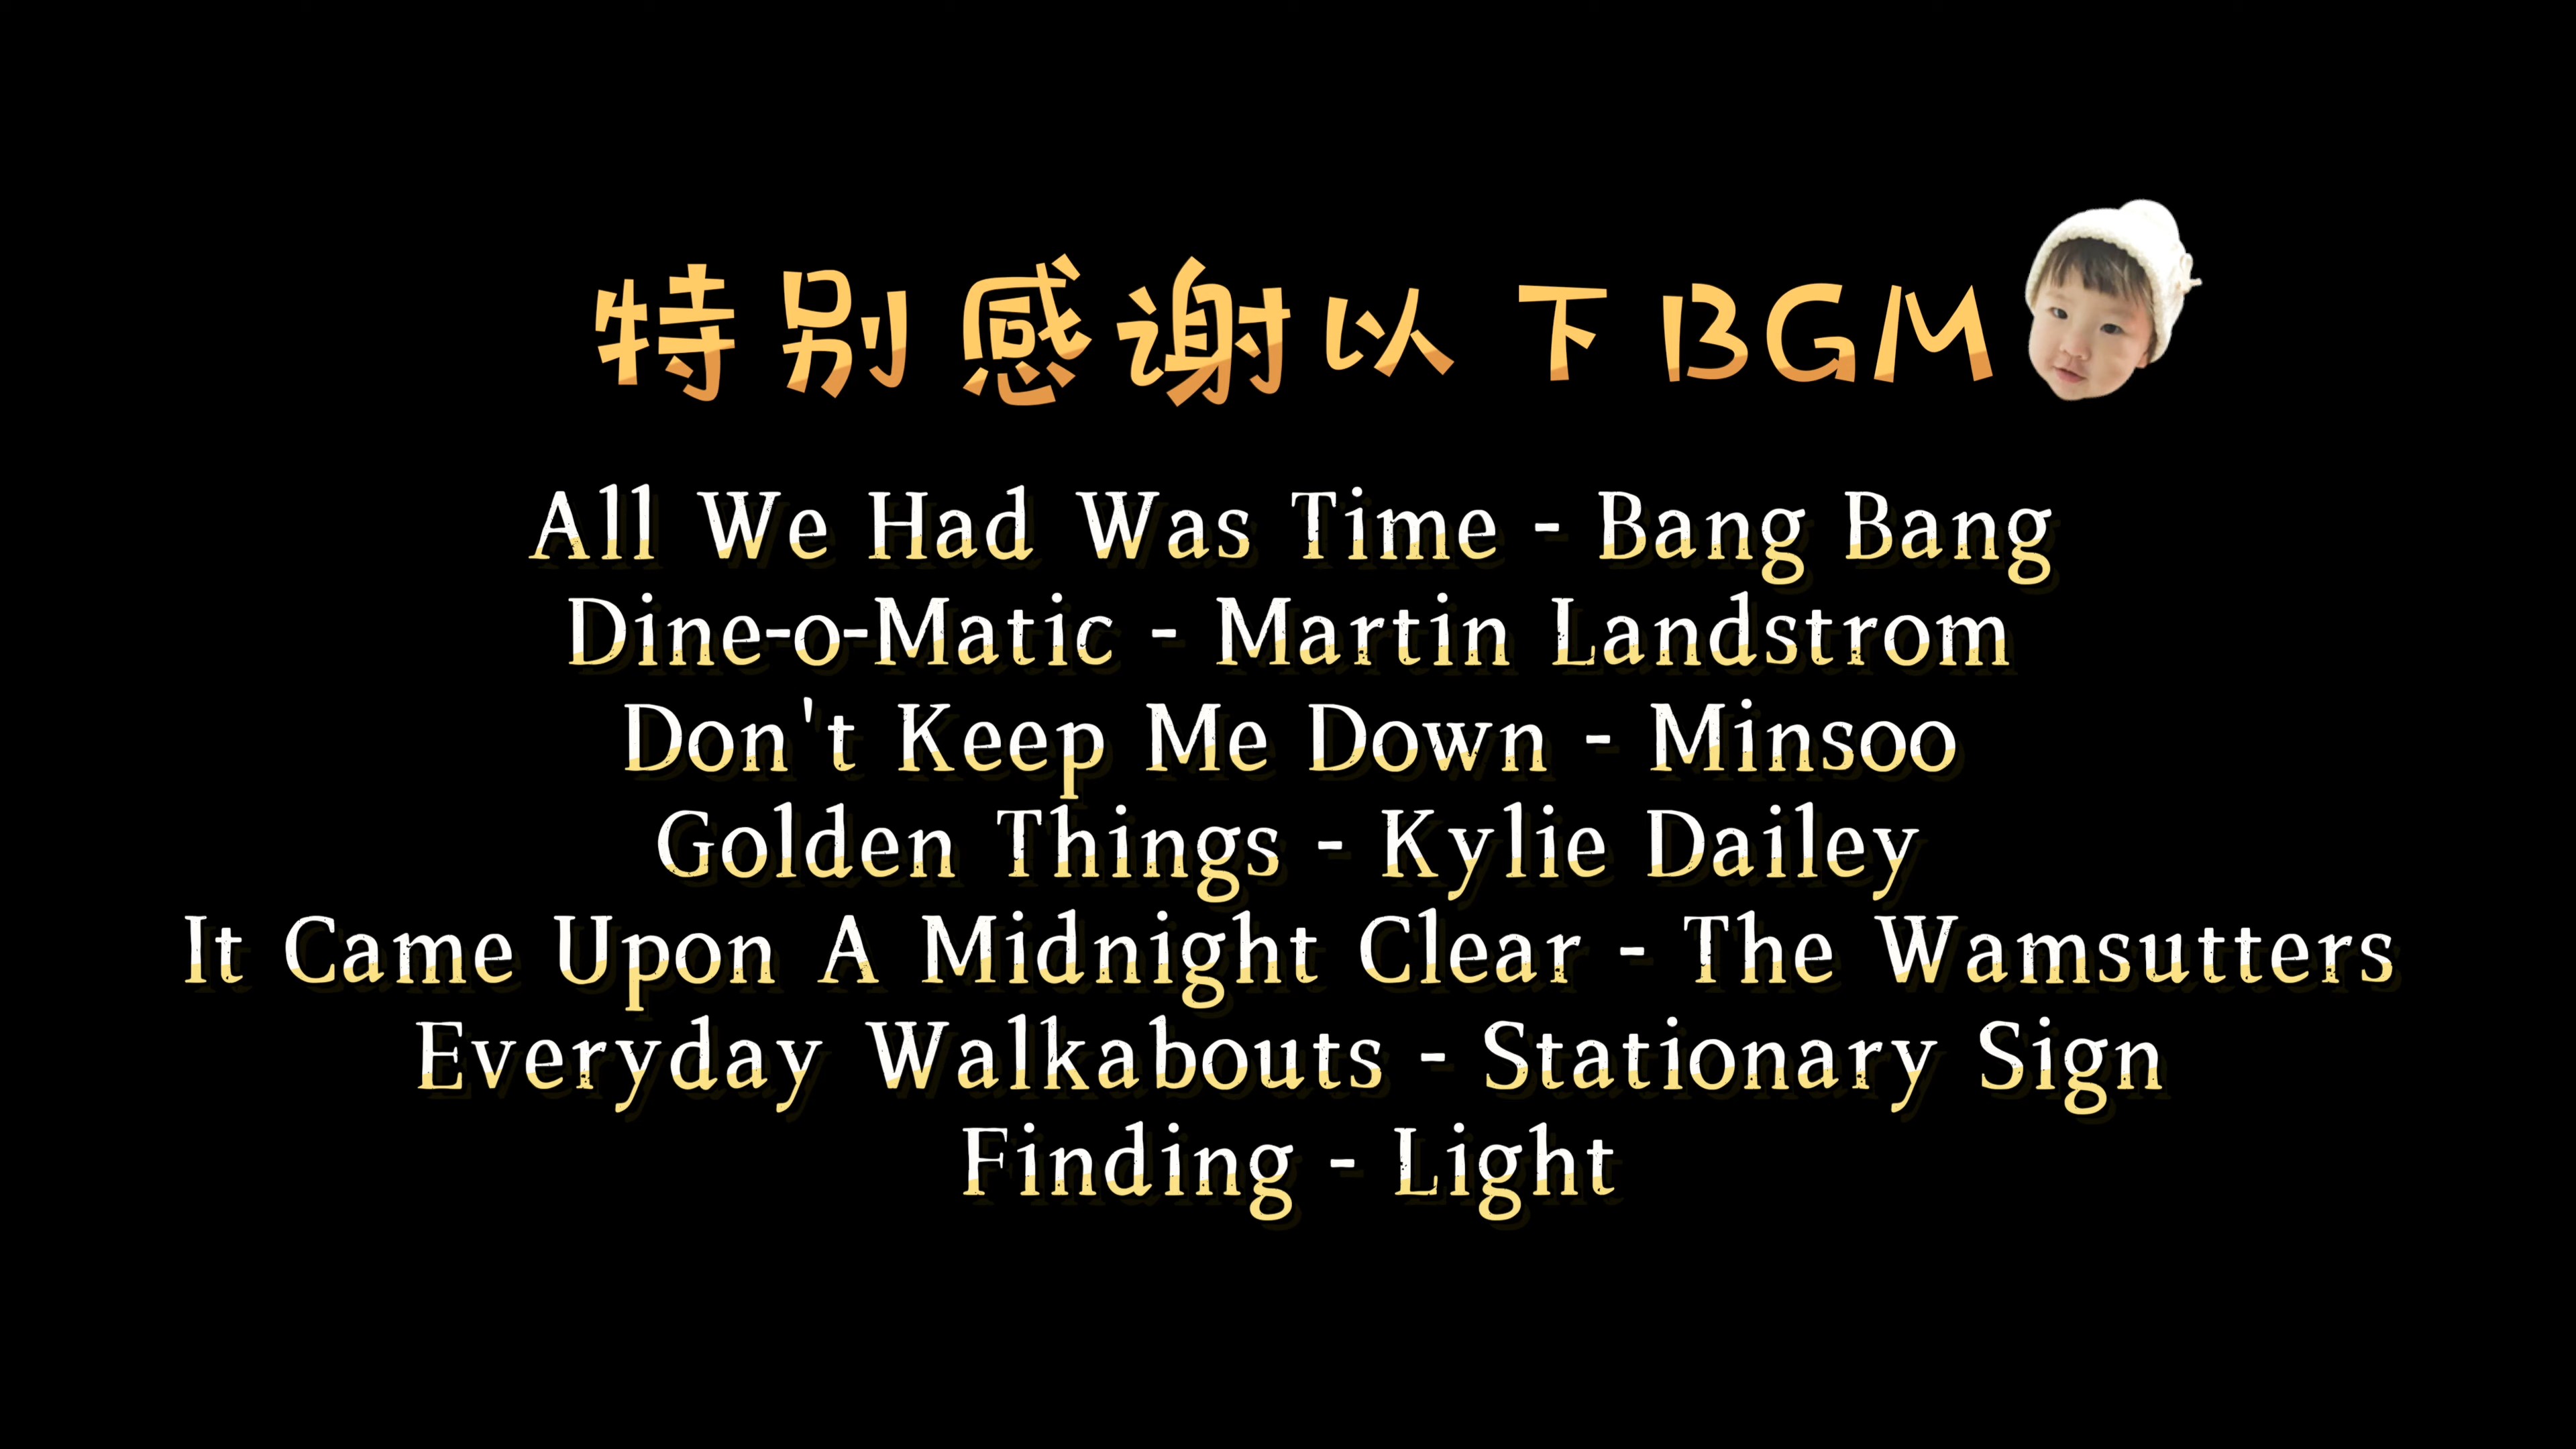 特别感谢以下BGM
All We Had Was Time - Bang Bang
Dine-o-Matic - Martin Landstrom
Don't Keep Me Down - Minsoo
Golden Things - Kylie Dailey
It Came Upon A Midnight Clear - The Wamsutters
Everyday Walkabouts - Stationary Sign
Finding - Light